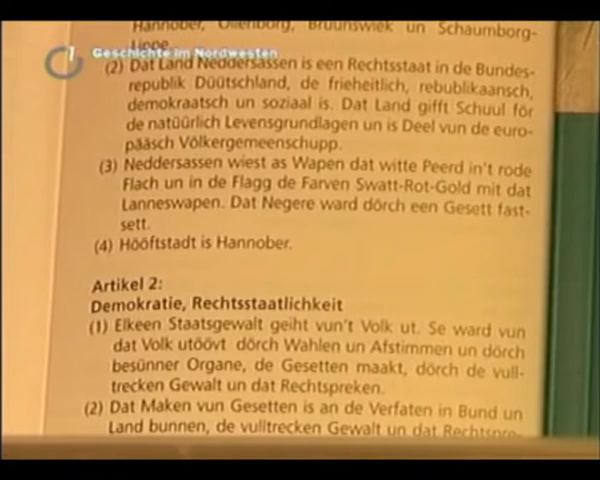 Hannober, Ollenborg, Bruunswiek un Schaumborg-
1 Geschichte im Nordwesten
Lippe.
(2) Dat Land Neddersassen is een Rechtsstaat in de Bundes-
republik Düütschland, de frieheitlich, rebublikaansch,
demokraatsch un soziaal is. Dat Land gifft Schuul för
de natüürlich Levensgrundlagen un is Deel vun de euro-
pääsch Völkergemeenschupp.
(3) Neddersassen wiest as Wapen dat witte Peerd in't rode
Flach un in de Flagg de Farven Swatt-Rot-Gold mit dat
Lanneswapen. Dat Negere ward dörch een Gesett fast-
sett.
(4) Hööftstadt is Hannober.
Artikel 2:
Demokratie, Rechtsstaatlichkeit
(1) Elkeen Staatsgewalt geiht vun't Volk ut. Se ward vun
dat Volk utöövt dörch Wahlen un Afstimmen un dörch
besünner Organe, de Gesetten maakt, dörch de vull-
trecken Gewalt un dat Rechtspreken.
(2) Dat Maken vun Gesetten is an de Verfaten in Bund un
Land bunnen, de vulltrecken Gewalt un dat Rechtspre-